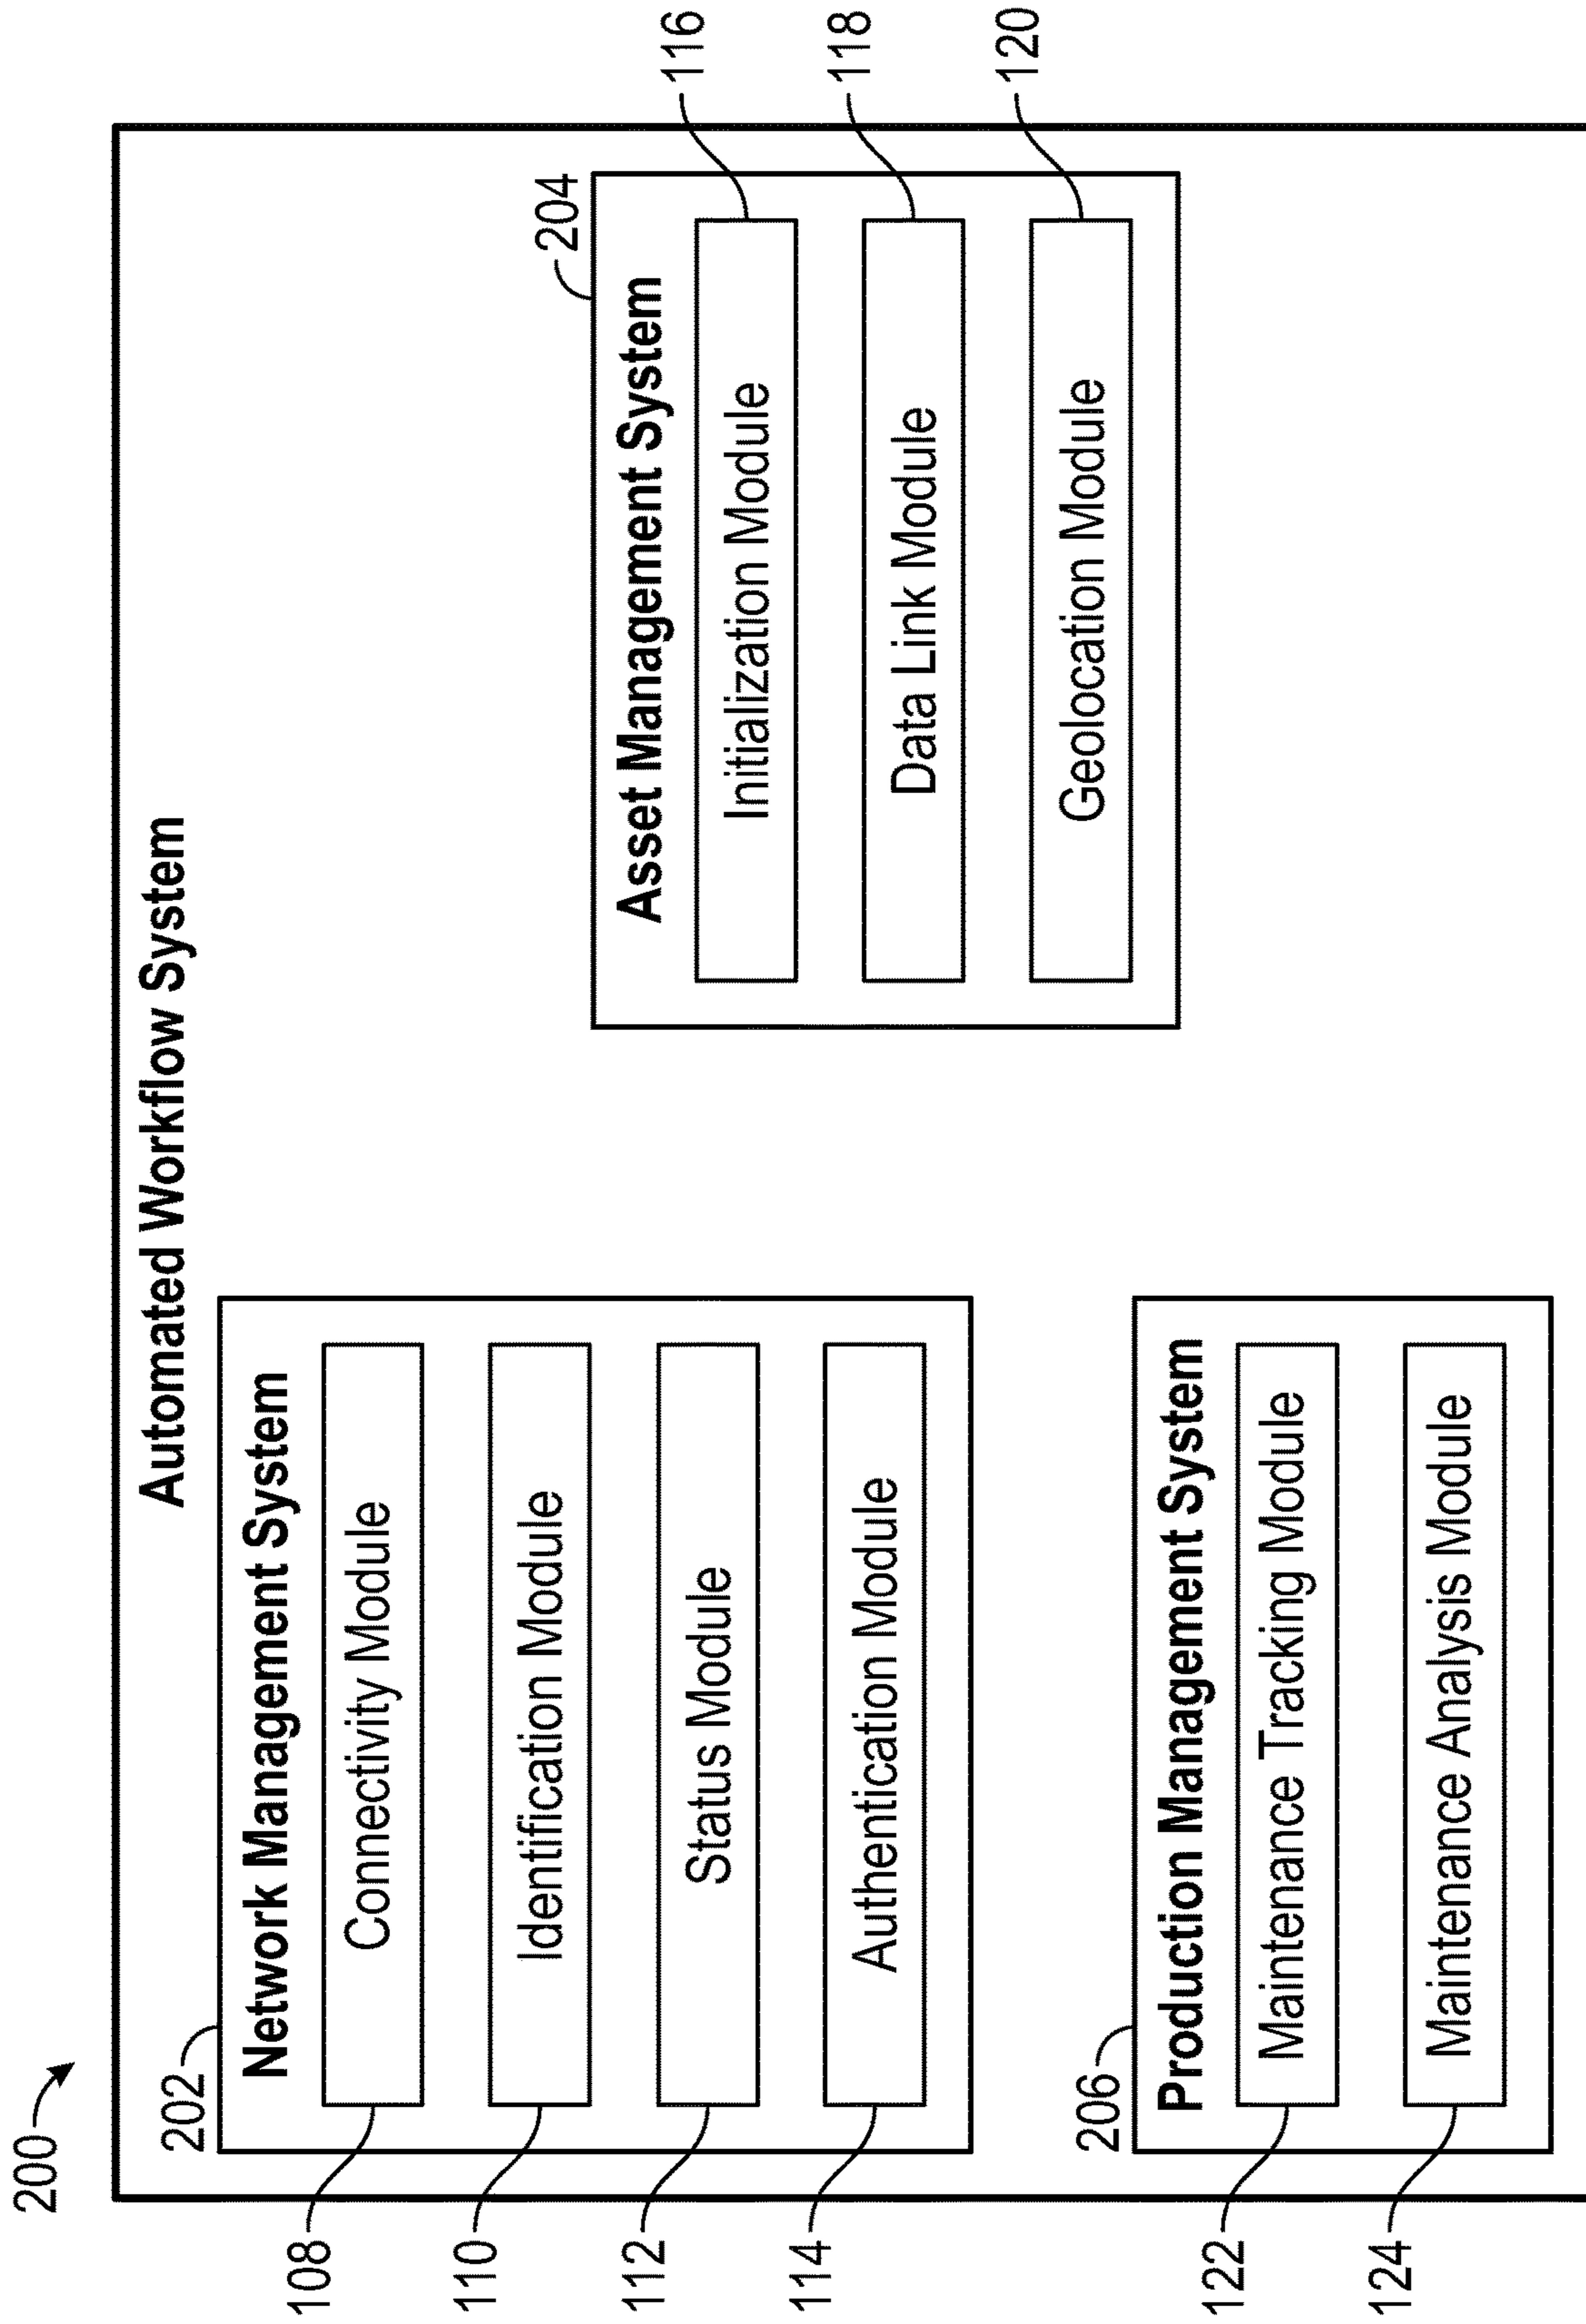 200
Automated Workflow System
202
Network Management System
108
Connectivity Module
110
Identification Module
112
Status Module
114
Authentication Module
204
Asset Management System
Initialization Module
116
Data Link Module
118
Geolocation Module
120
206
Production Management System
122
Maintenance Tracking Module
124
Maintenance Analysis Module